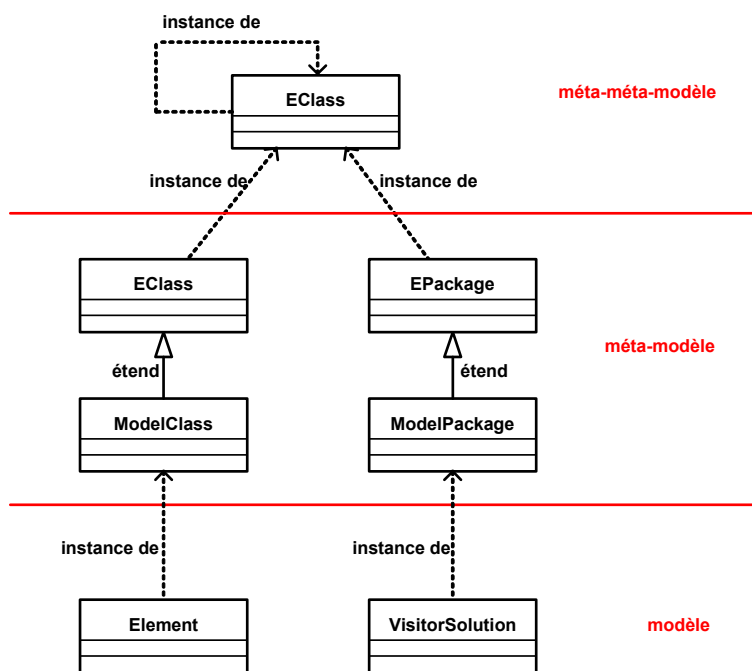 instance de
EClass
méta-méta-modèle
instance de
instance de
EClass
EPackage
méta-modèle
étend
étend
ModelClass
ModelPackage
instance de
instance de
Element
VisitorSolution
modèle